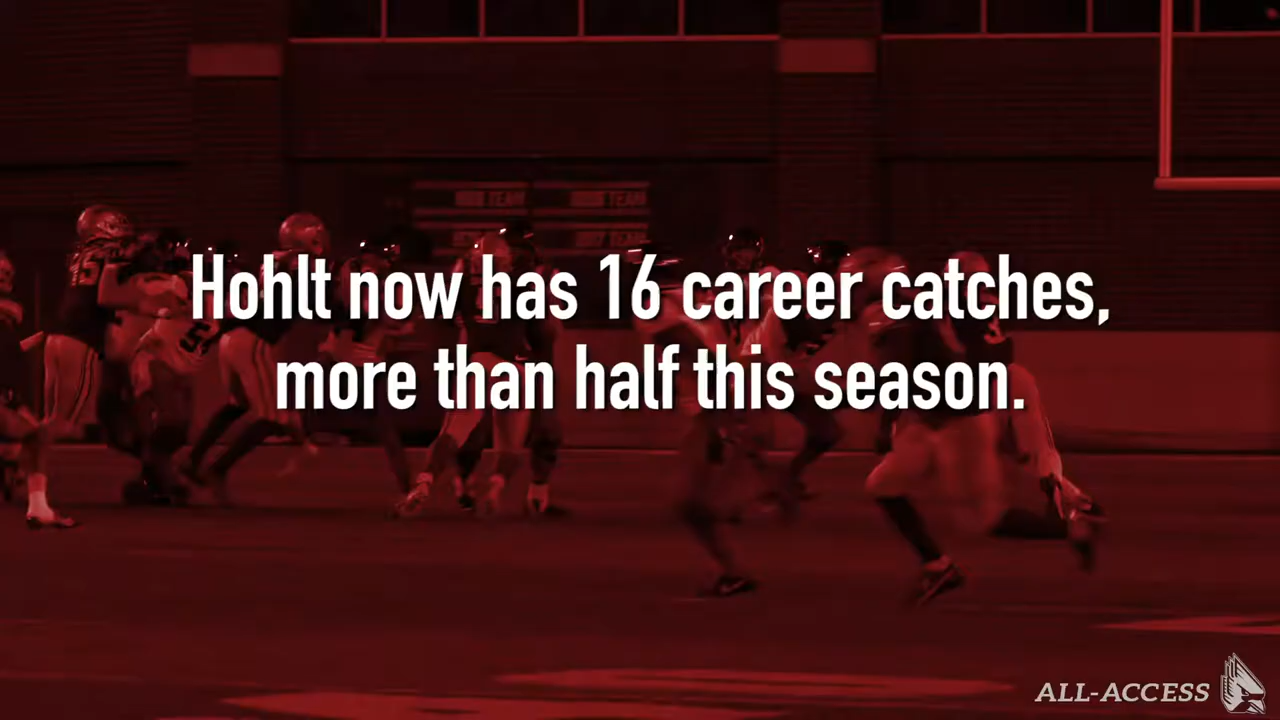 Hohlt now has 16 career catches,
more than half this season.
ALL-ACCESS